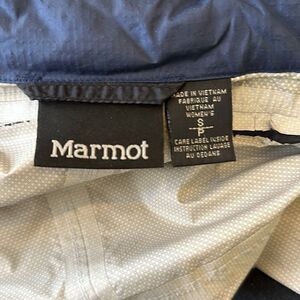 Marmot
MADE IN VIETNAM
FABRIQUE AU
VIETNAM
WOMEN'S
S
P
CARE LABEL INSIDE
INSTRUCTION LAVAGE
AU DEDANS